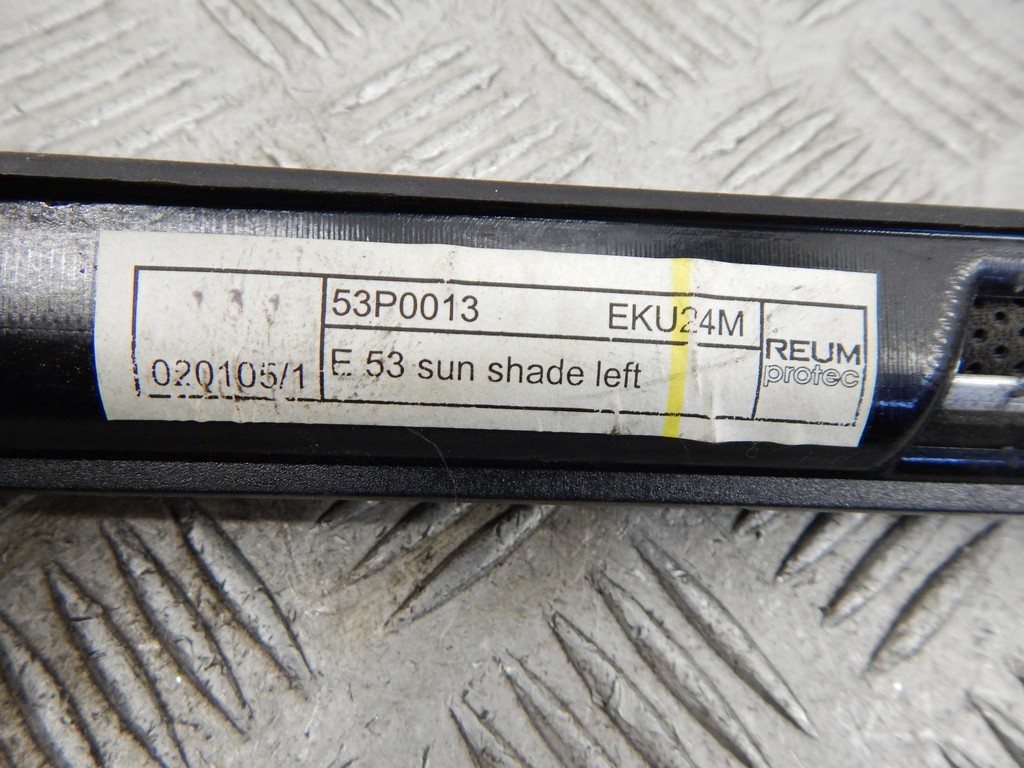 53P0013 EKU24M
E 53 sun shade left
020105/1
REUM
protec